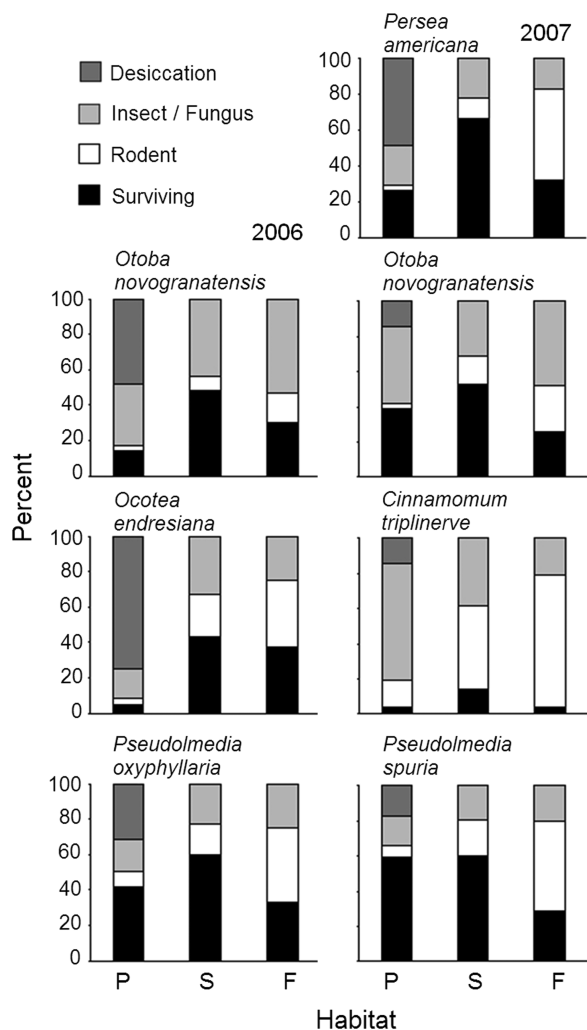 Persea
americana
2007
Desiccation
Insect / Fungus
Rodent
Surviving
100
80
60
40
20
0
2006
Otoba
novogranatensis
Otoba
novogranatensis
100
80
60
40
20
0
Percent
Ocotea
endresiana
Cinnamomum
triplinerve
100
80
60
40
20
0
Pseudolmedia
oxyphyllaria
Pseudolmedia
spuria
100
80
60
40
20
0
P S F P S F
Habitat